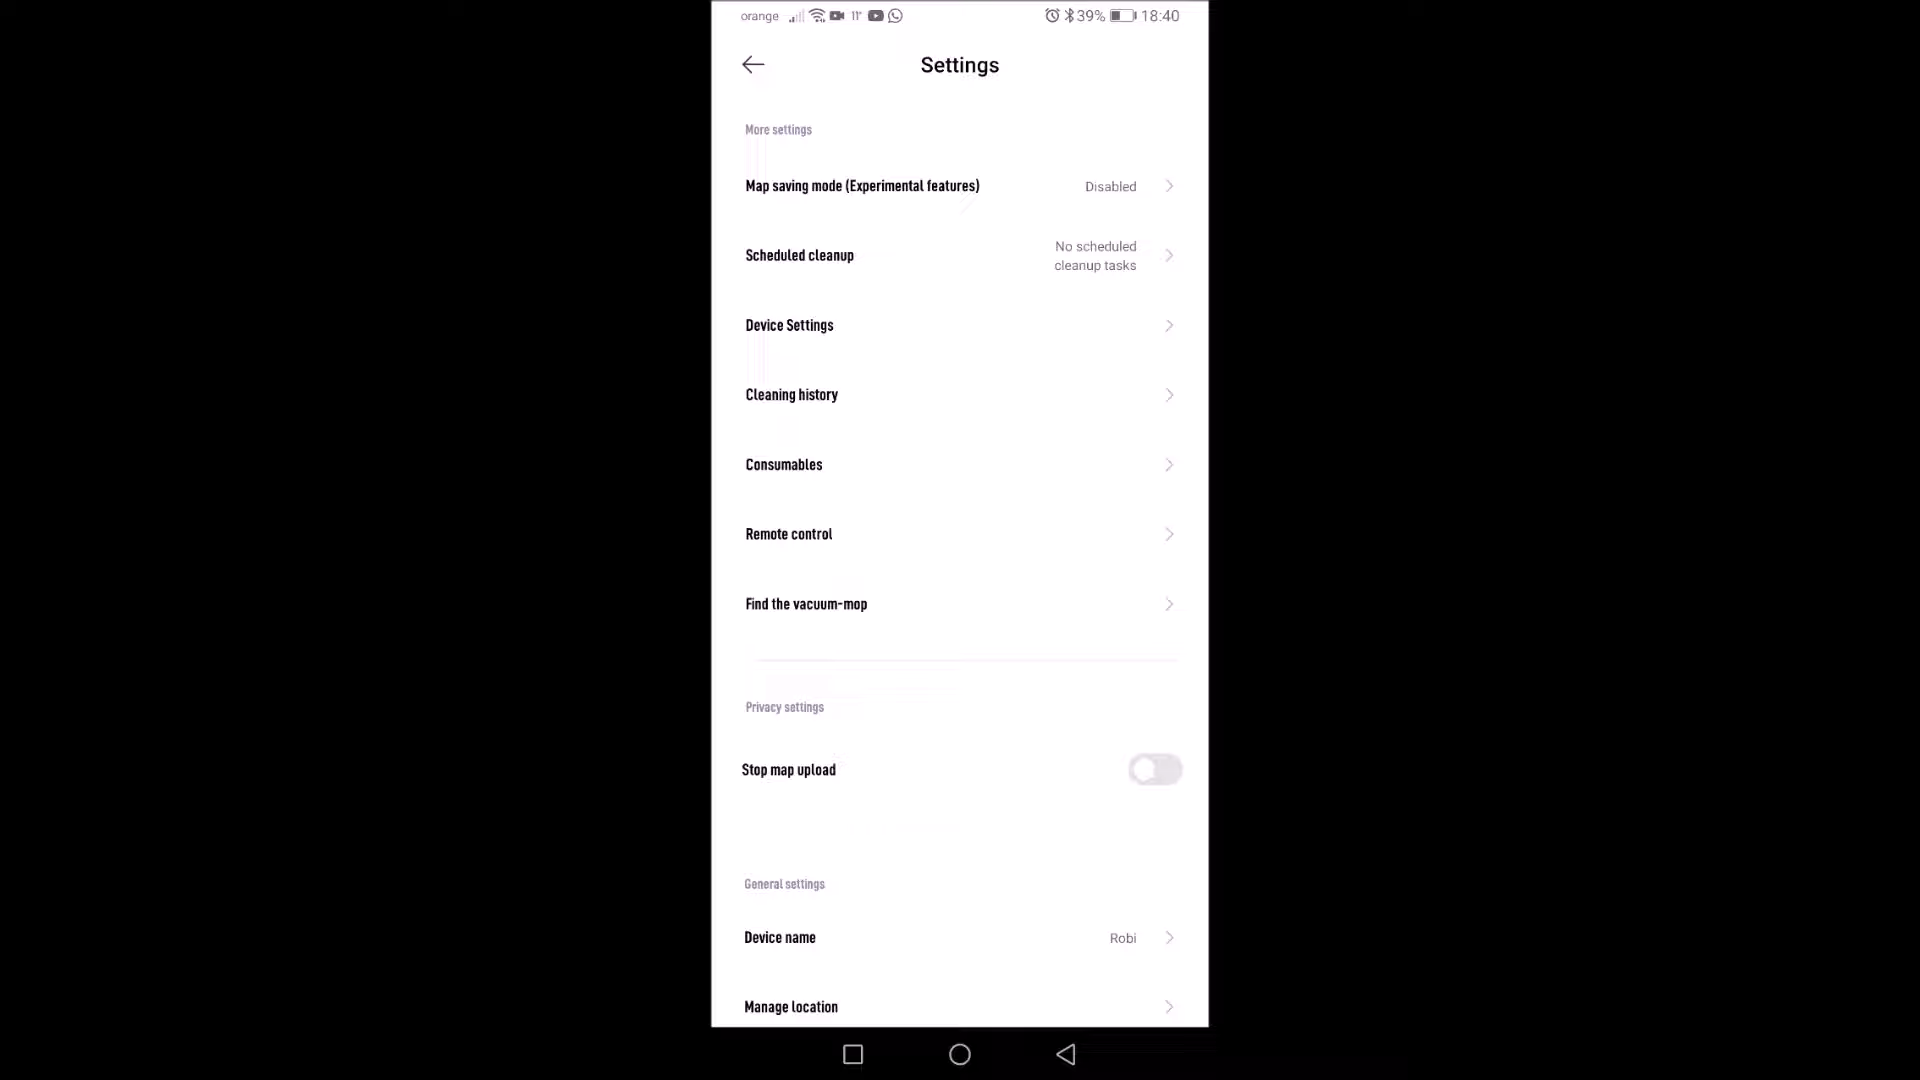 orange 11° 39% 18:40
Settings
More settings
Map saving mode (Experimental features) Disabled
Scheduled cleanup No scheduled
cleanup tasks
Device Settings
Cleaning history
Consumables
Remote control
Find the vacuum-mop
Privacy settings
Stop map upload
General settings
Device name Robi
Manage location